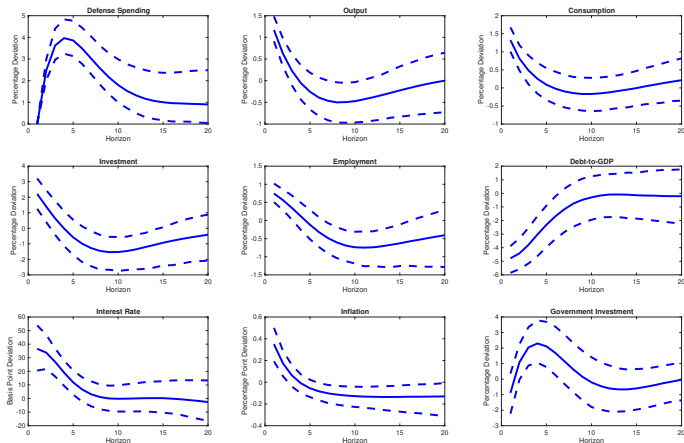 Defense Spending
5
4
3
2
1
0
Percentage Deviation
0 5 10 15 20
Horizon
Output
1.5
1
0.5
0
-0.5
-1
Percentage Deviation
0 5 10 15 20
Horizon
Consumption
2
1.5
1
0.5
0
-0.5
-1
Percentage Deviation
0 5 10 15 20
Horizon
Investment
4
3
2
1
0
-1
-2
-3
Percentage Deviation
0 5 10 15 20
Horizon
Employment
1.5
1
0.5
0
-0.5
-1
-1.5
Percentage Deviation
0 5 10 15 20
Horizon
Debt-to-GDP
2
1
0
-1
-2
-3
-4
-5
-6
Percentage Deviation
0 5 10 15 20
Horizon
Interest Rate
60
50
40
30
20
10
0
-10
-20
Basis Point Deviation
0 5 10 15 20
Horizon
Inflation
0.6
0.4
0.2
0
-0.2
-0.4
Percentage Point Deviation
0 5 10 15 20
Horizon
Government Investment
4
3
2
1
0
-1
-2
-3
Percentage Deviation
0 5 10 15 20
Horizon